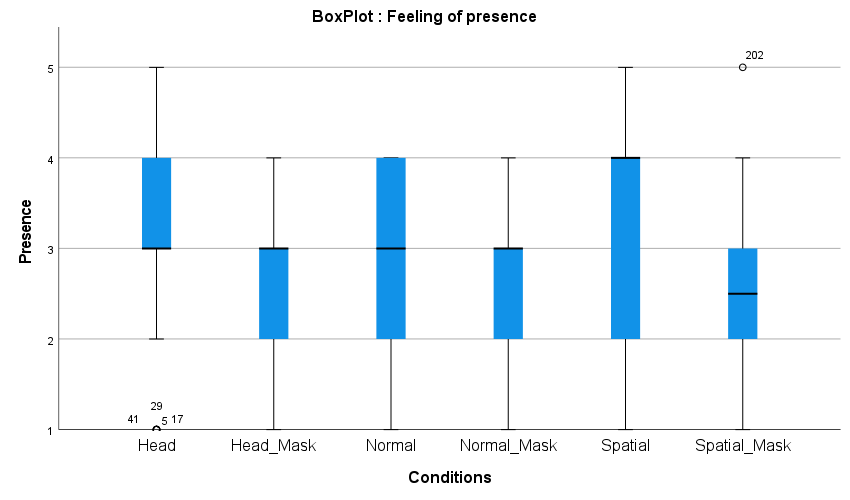 BoxPlot : Feeling of presence
202
5
4
3
2
1
Presence
29
41 5 17
Head Head_Mask Normal Normal_Mask Spatial Spatial_Mask
Conditions